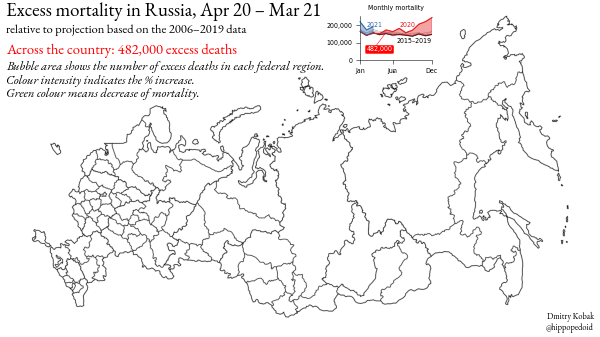 Excess mortality in Russia, Apr 20 – Mar 21
relative to projection based on the 2006–2019 data
Across the country: 482,000 excess deaths
Bubble area shows the number of excess deaths in each federal region.
Colour intensity indicates the % increase.
Green colour means decrease of mortality.
Monthly mortality
200,000
2021
2020
100,000
2015–2019
482,000
0
Jan
Jun
Dec
Dmitry Kobak
@hippopedoid